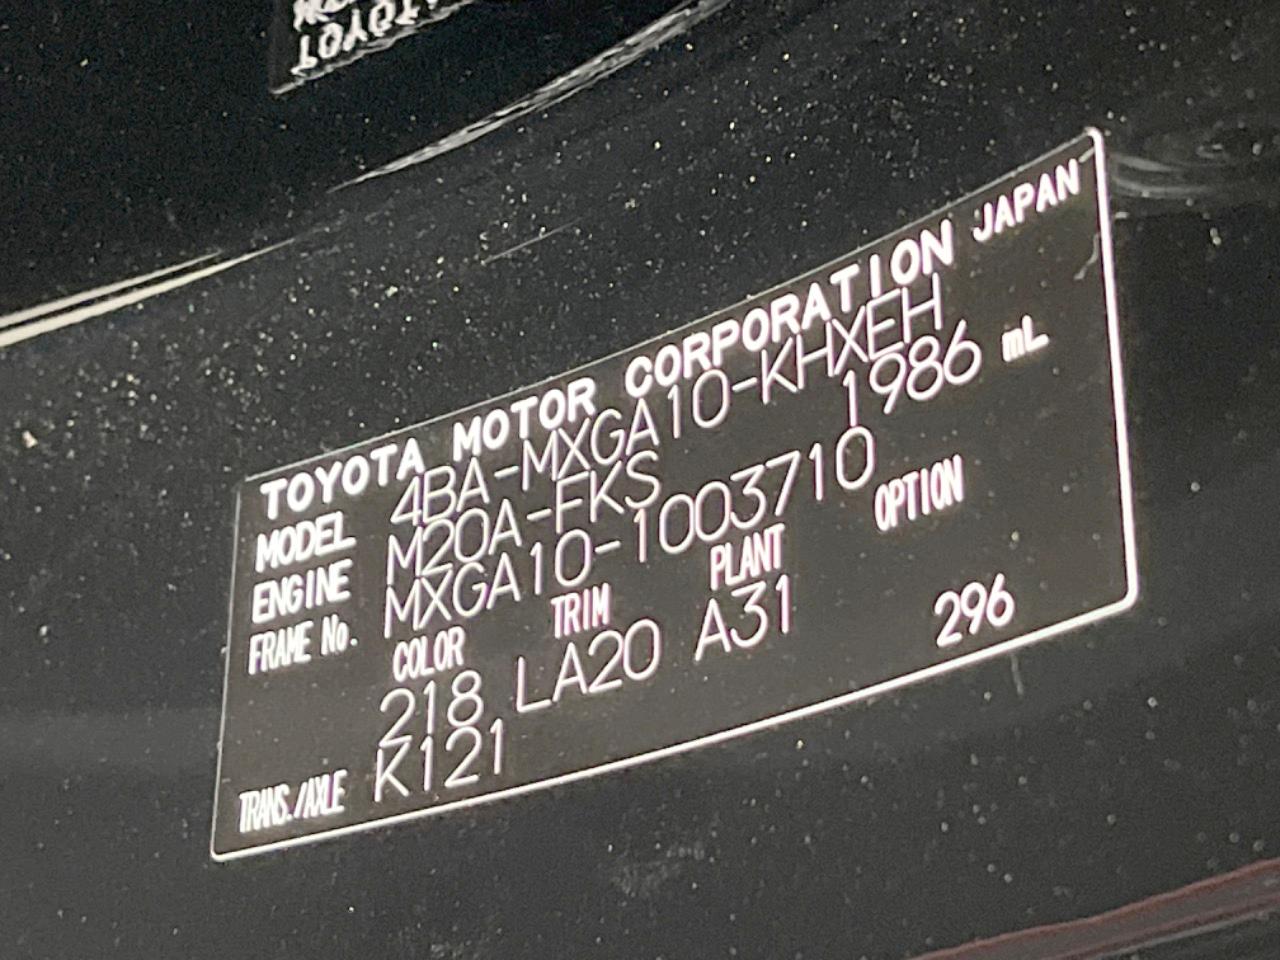 TOYOTA MOTOR CORPORATION JAPAN
MODEL 4BA-MXGA10-KHXEH
ENGINE M20A-FKS 1986 mL
FRAME No. MXGA10-1003710
COLOR TRIM PLANT OPTION
218 LA20 A31 296
TRANS./AXLE K121